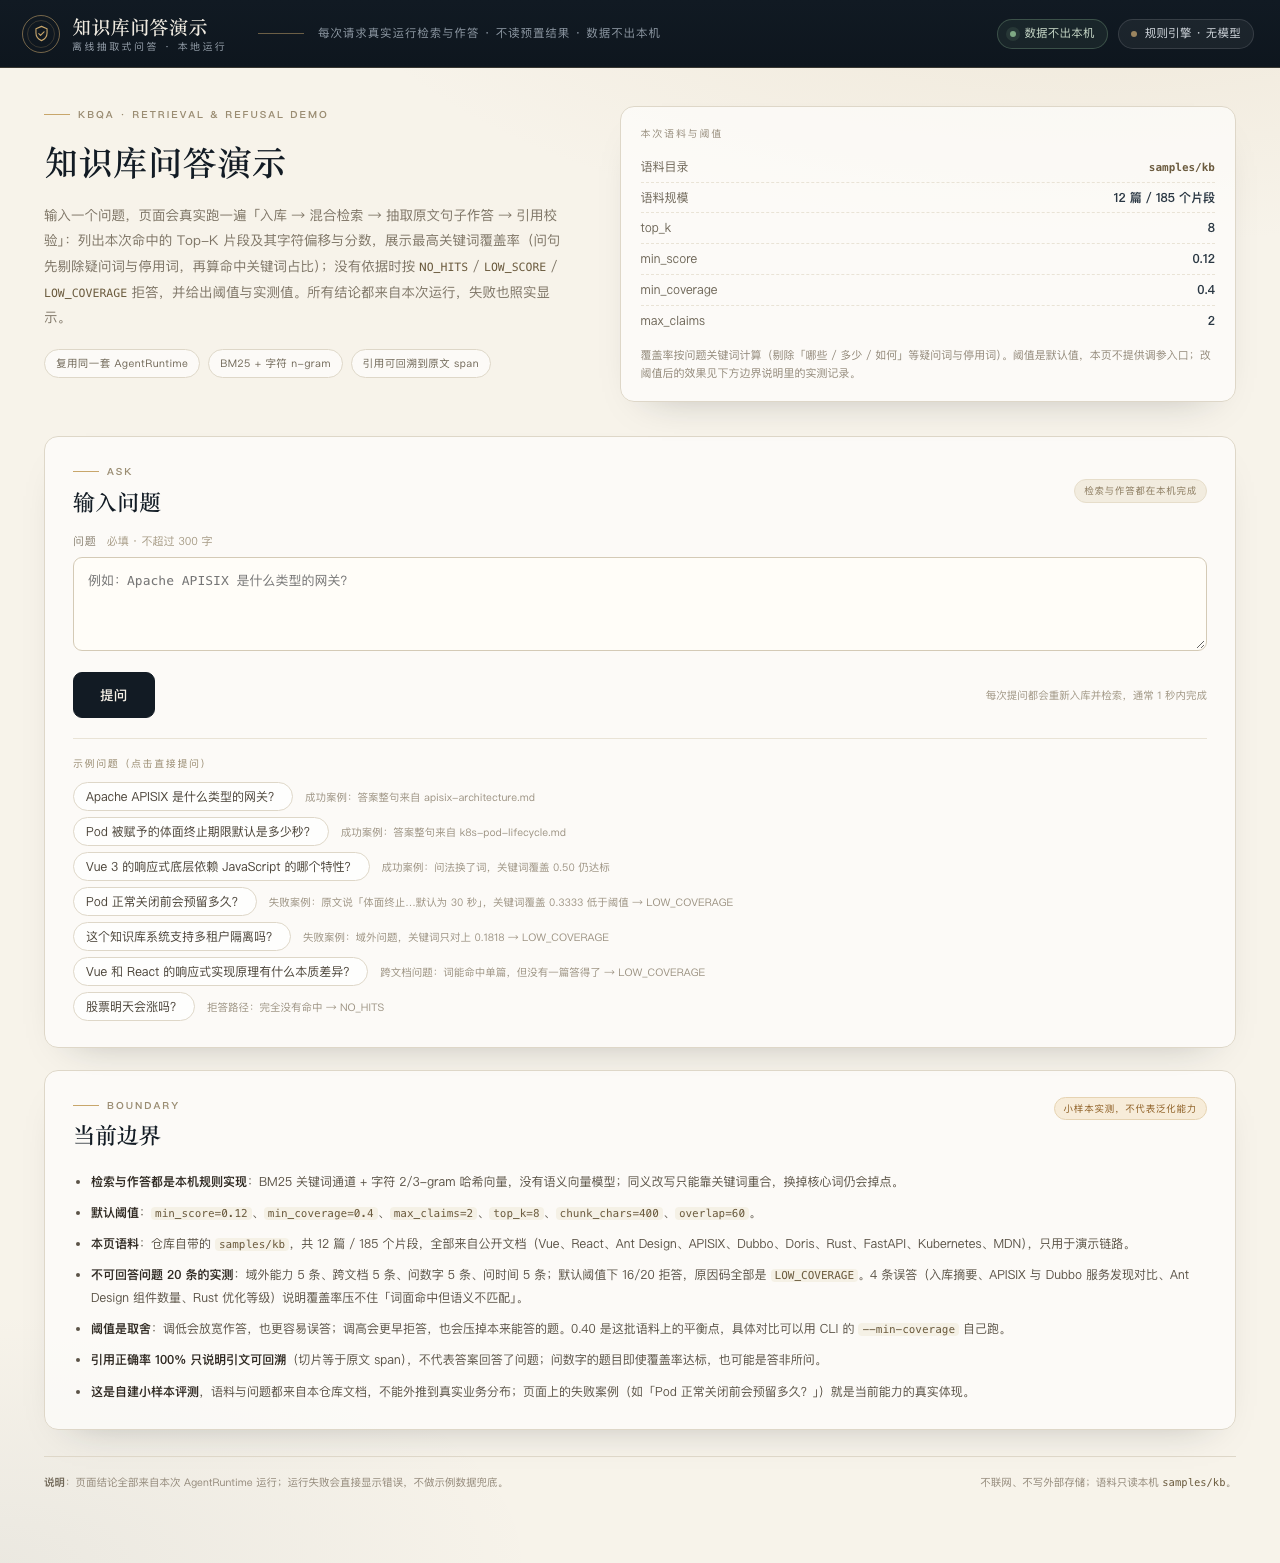 知识库问答演示
离线抽取式问答 · 本地运行
每次请求真实运行检索与作答 · 不读预置结果 · 数据不出本机
数据不出本机
规则引擎 · 无模型
KBQA · RETRIEVAL & REFUSAL DEMO
知识库问答演示
输入一个问题，页面会真实跑一遍「入库 → 混合检索 → 抽取原文句子作答 → 引用校
验」：列出本次命中的 Top-K 片段及其字符偏移与分数，展示最高关键词覆盖率（问句
先剔除疑问词与停用词，再算命中关键词占比）；没有依据时按 NO_HITS / LOW_SCORE /
LOW_COVERAGE 拒答，并给出阈值与实测值。所有结论都来自本次运行，失败也照实显
示。
复用同一套 AgentRuntime
BM25 + 字符 n-gram
引用可回溯到原文 span
本次语料与阈值
语料目录 samples/kb
语料规模 12 篇 / 185 个片段
top_k 8
min_score 0.12
min_coverage 0.4
max_claims 2
覆盖率按问题关键词计算（剔除「哪些 / 多少 / 如何」等疑问词与停用词）。阈值是默认值，本页不提供调参入口；改
阈值后的效果见下方边界说明里的实测记录。
ASK
输入问题
检索与作答都在本机完成
问题 必填 · 不超过 300 字
例如：Apache APISIX 是什么类型的网关？
提问
每次提问都会重新入库并检索，通常 1 秒内完成
示例问题（点击直接提问）
Apache APISIX 是什么类型的网关？ 成功案例：答案整句来自 apisix-architecture.md
Pod 被赋予的体面终止期限默认是多少秒？ 成功案例：答案整句来自 k8s-pod-lifecycle.md
Vue 3 的响应式底层依赖 JavaScript 的哪个特性？ 成功案例：问法换了词，关键词覆盖 0.50 仍达标
Pod 正常关闭前会预留多久？ 失败案例：原文说「体面终止…默认为 30 秒」，关键词覆盖 0.3333 低于阈值 → LOW_COVERAGE
这个知识库系统支持多租户隔离吗？ 失败案例：域外问题，关键词只对上 0.1818 → LOW_COVERAGE
Vue 和 React 的响应式实现原理有什么本质差异？ 跨文档问题：词能命中单篇，但没有一篇答得了 → LOW_COVERAGE
股票明天会涨吗？ 拒答路径：完全没有命中 → NO_HITS
BOUNDARY
当前边界
小样本实测，不代表泛化能力
检索与作答都是本机规则实现：BM25 关键词通道 + 字符 2/3-gram 哈希向量，没有语义向量模型；同义改写只能靠关键词重合，换掉核心词仍会掉点。
默认阈值：min_score=0.12、min_coverage=0.4、max_claims=2、top_k=8、chunk_chars=400、overlap=60。
本页语料：仓库自带的 samples/kb，共 12 篇 / 185 个片段，全部来自公开文档（Vue、React、Ant Design、APISIX、Dubbo、Doris、Rust、FastAPI、Kubernetes、MDN），只用于演示链路。
不可回答问题 20 条的实测：域外能力 5 条、跨文档 5 条、问数字 5 条、问时间 5 条；默认阈值下 16/20 拒答，原因码全部是 LOW_COVERAGE。4 条误答（入库摘要、APISIX 与 Dubbo 服务发现对比、Ant
Design 组件数量、Rust 优化等级）说明覆盖率压不住「词面命中但语义不匹配」。
阈值是取舍：调低会放宽作答，也更容易误答；调高会更早拒答，也会压掉本来能答的题。0.40 是这批语料上的平衡点，具体对比可以用 CLI 的 --min-coverage 自己跑。
引用正确率 100% 只说明引文可回溯（切片等于原文 span），不代表答案回答了问题；问数字的题目即使覆盖率达标，也可能是答非所问。
这是自建小样本评测，语料与问题都来自本仓库文档，不能外推到真实业务分布；页面上的失败案例（如「Pod 正常关闭前会预留多久？」）就是当前能力的真实体现。
说明：页面结论全部来自本次 AgentRuntime 运行；运行失败会直接显示错误，不做示例数据兜底。
不联网、不写外部存储；语料只读本机 samples/kb。